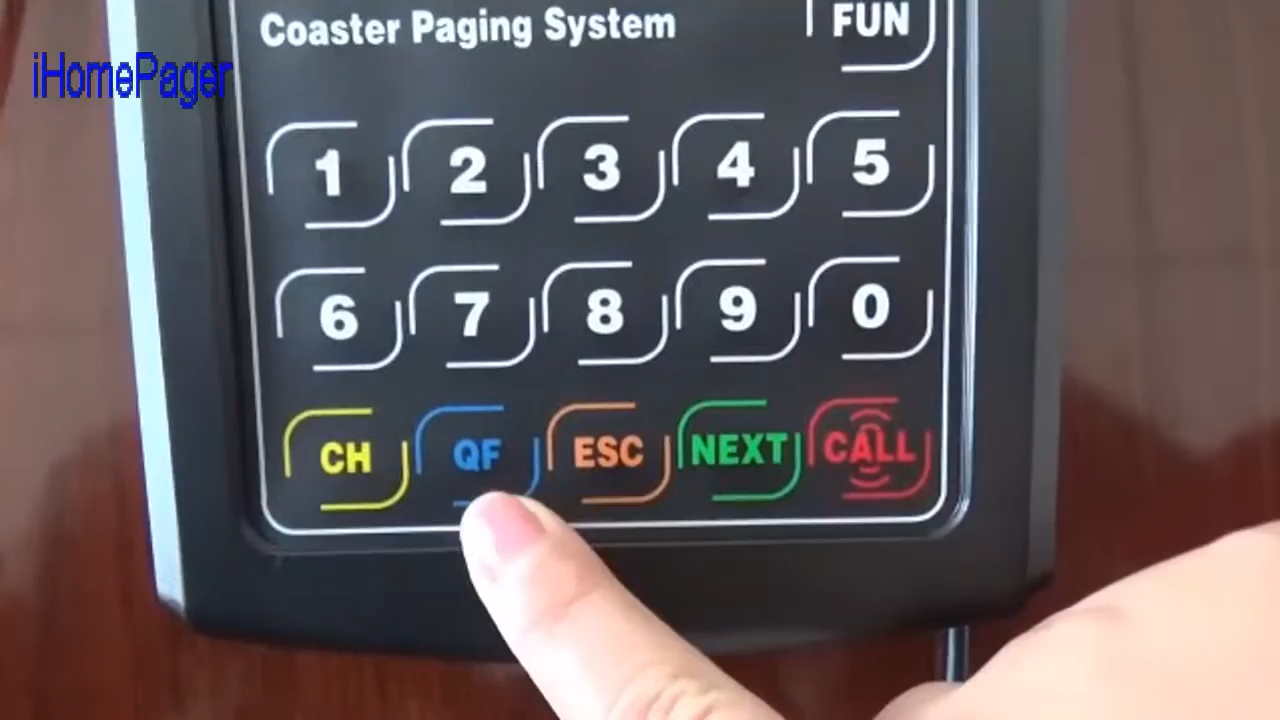 Coaster Paging System
FUN
iHomePager
1 2 3 4 5
6 7 8 9 0
CH QF ESC NEXT CALL